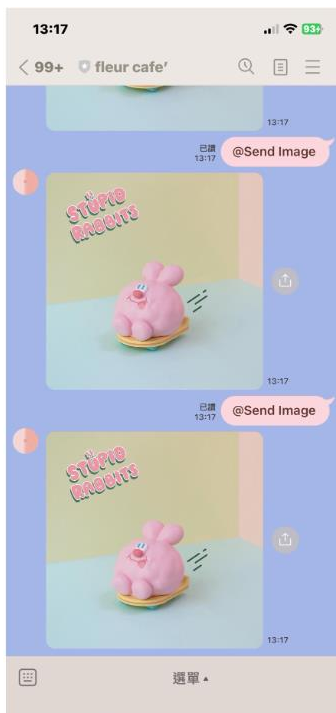 13:17
93+
99+ fleur cafe'
13:17
已讀
13:17
@Send Image
STUPID
RABBITS
13:17
已讀
13:17
@Send Image
STUPID
RABBITS
13:17
選單